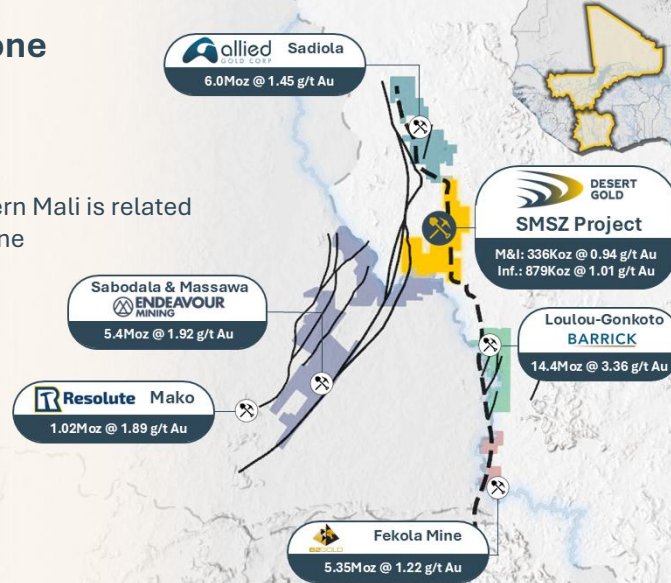 one
ern Mali is related
ne
allied
GOLD CORP
Sadiola
6.0Moz @ 1.45 g/t Au
DESERT
GOLD
SMSZ Project
M&I: 336Koz @ 0.94 g/t Au
Inf.: 879Koz @ 1.01 g/t Au
Sabodala & Massawa
ENDEAVOUR
MINING
5.4Moz @ 1.92 g/t Au
Loulou-Gonkoto
BARRICK
14.4Moz @ 3.36 g/t Au
Resolute Mako
1.02Moz @ 1.89 g/t Au
B2GOLD
Fekola Mine
5.35Moz @ 1.22 g/t Au